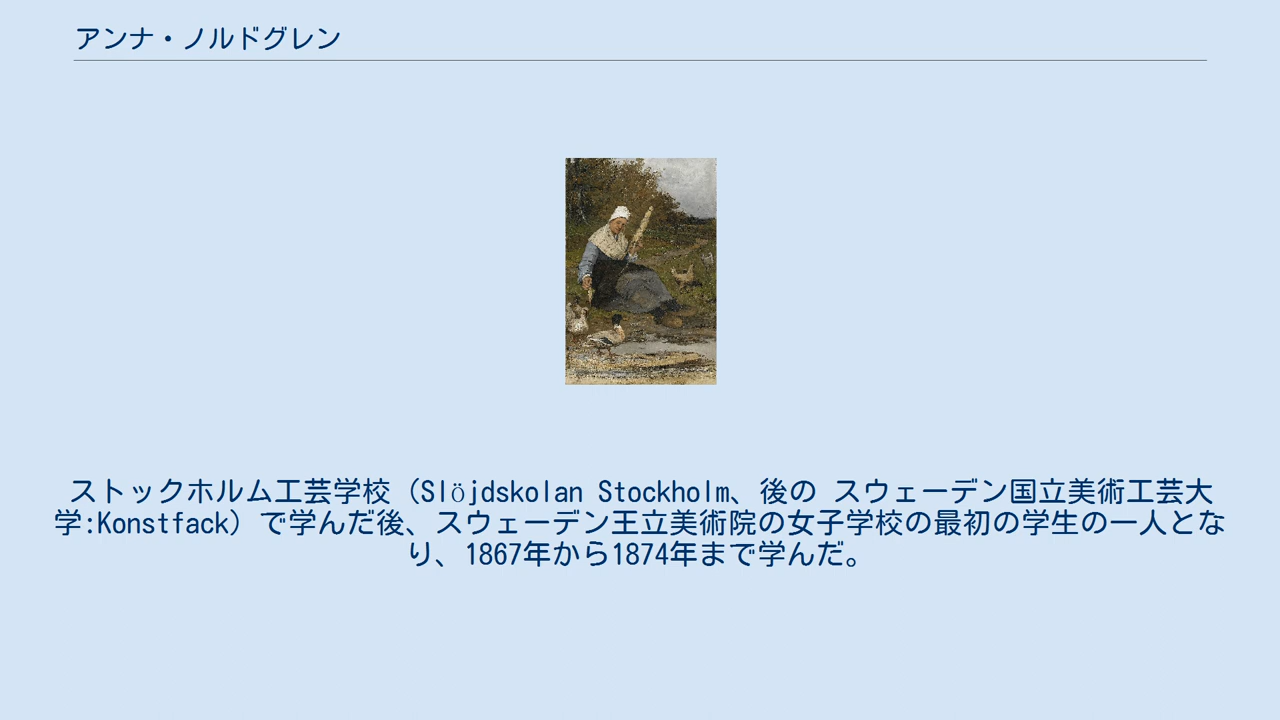 アンナ・ノルドグレン
ストックホルム工芸学校（Slöjdskolan Stockholm、後の スウェーデン国立美術工芸大
学:Konstfack）で学んだ後、スウェーデン王立美術院の女子学校の最初の学生の一人とな
り、1867年から1874年まで学んだ。